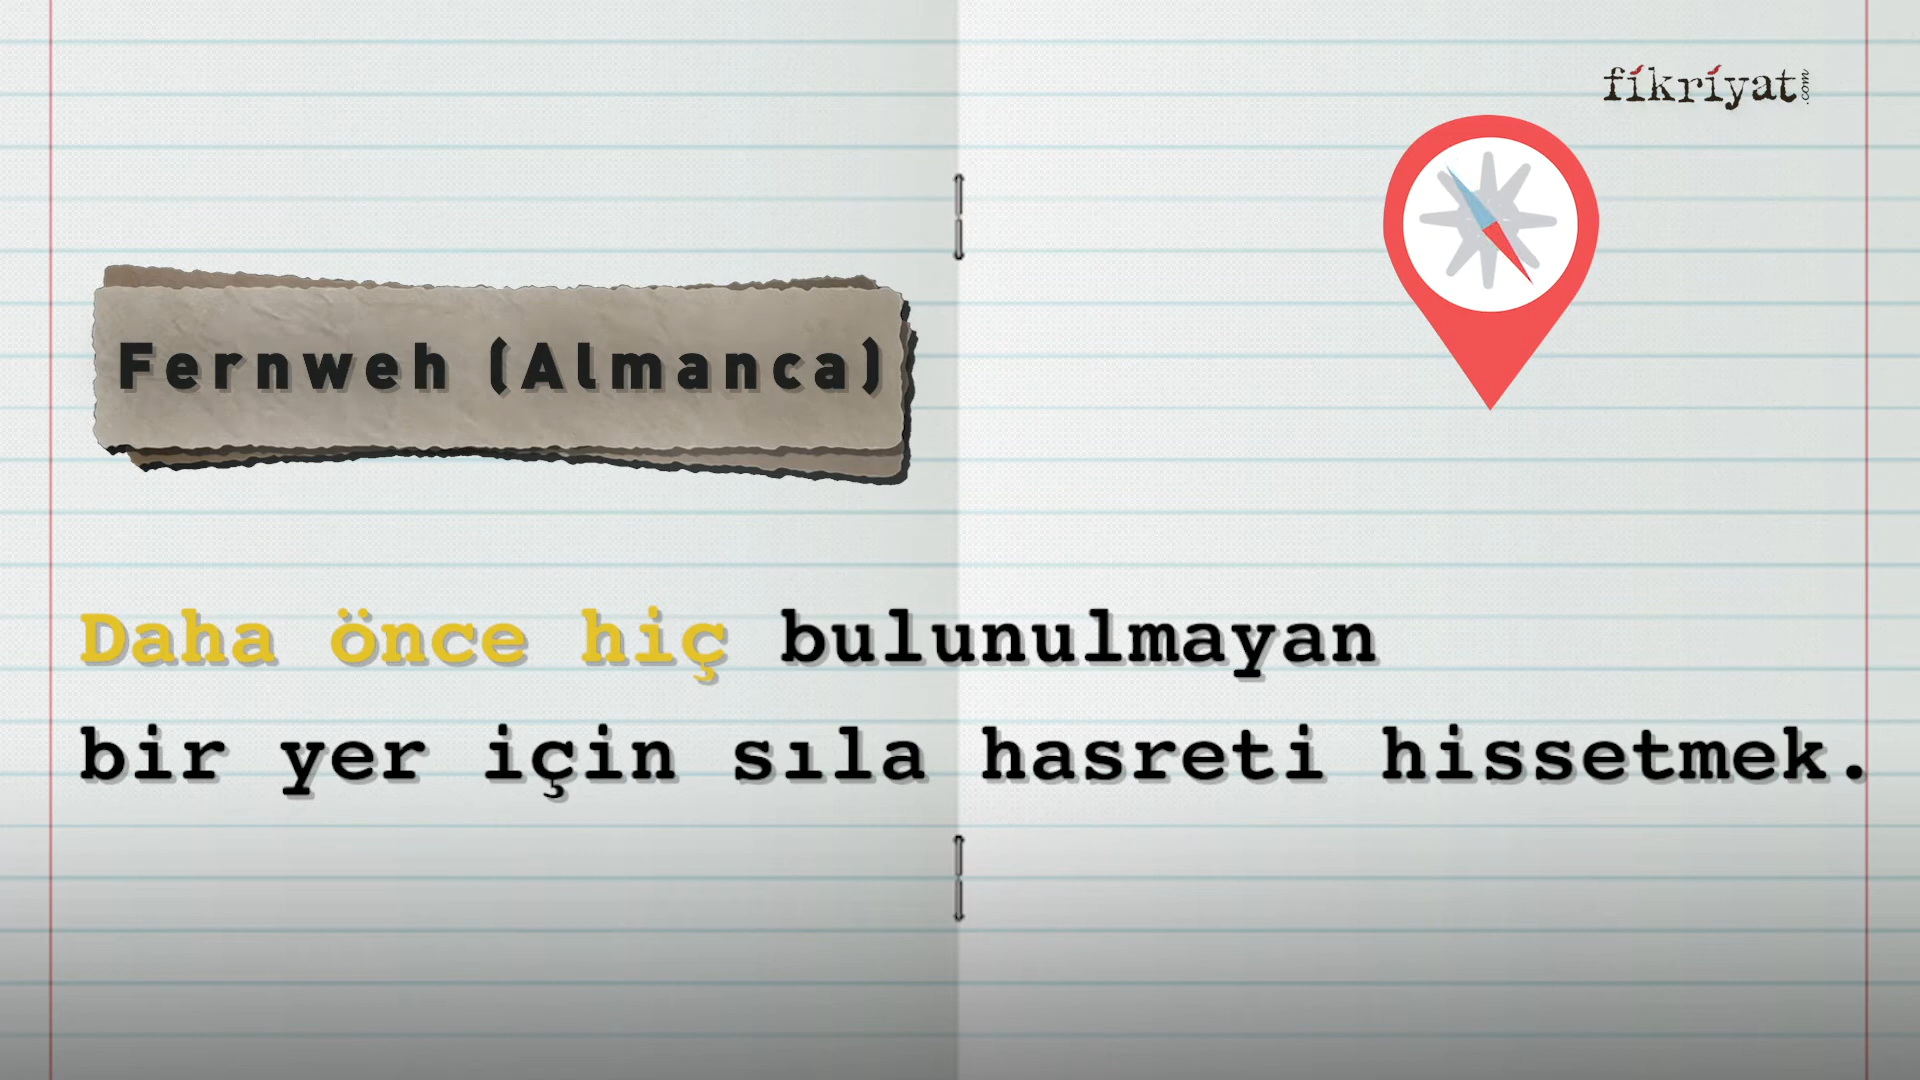 fikriyat.com
Fernweh (Almanca)
Daha önce hiç bulunulmayan
bir yer için sıla hasreti hissetmek.